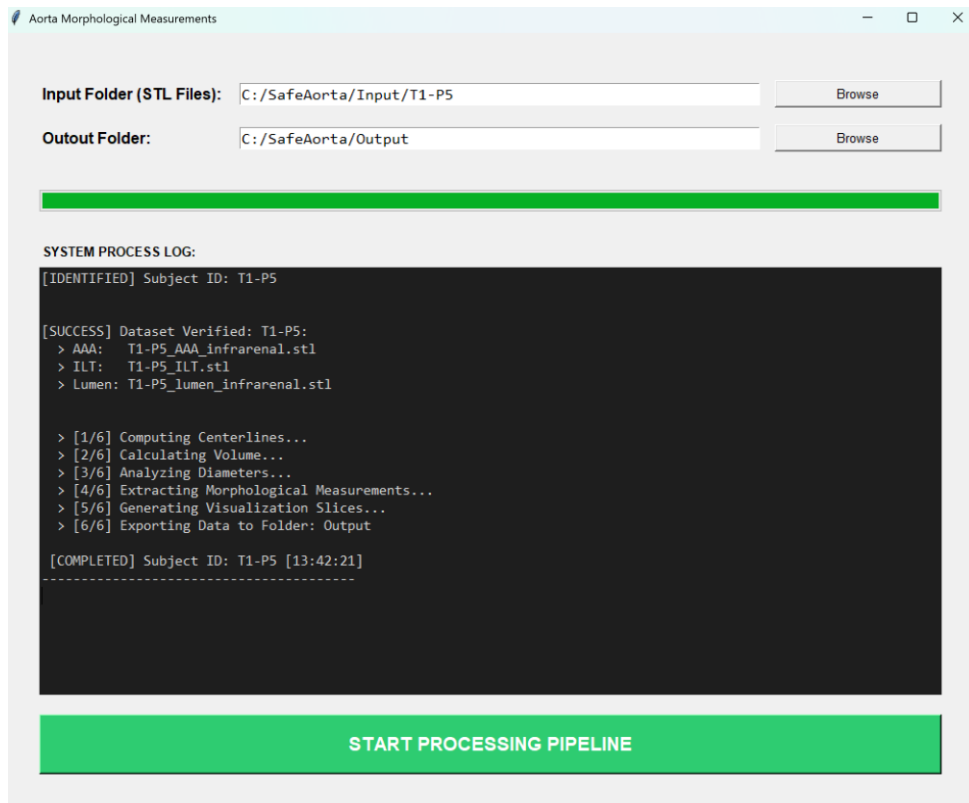 Aorta Morphological Measurements
Input Folder (STL Files): C:/SafeAorta/Input/T1-P5 Browse
Outout Folder: C:/SafeAorta/Output Browse
SYSTEM PROCESS LOG:
[IDENTIFIED] Subject ID: T1-P5
[SUCCESS] Dataset Verified: T1-P5:
> AAA: T1-P5_AAA_infrarenal.stl
> ILT: T1-P5_ILT.stl
> Lumen: T1-P5_lumen_infrarenal.stl
> [1/6] Computing Centerlines...
> [2/6] Calculating Volume...
> [3/6] Analyzing Diameters...
> [4/6] Extracting Morphological Measurements...
> [5/6] Generating Visualization Slices...
> [6/6] Exporting Data to Folder: Output
[COMPLETED] Subject ID: T1-P5 [13:42:21]
----------------------------------------
START PROCESSING PIPELINE